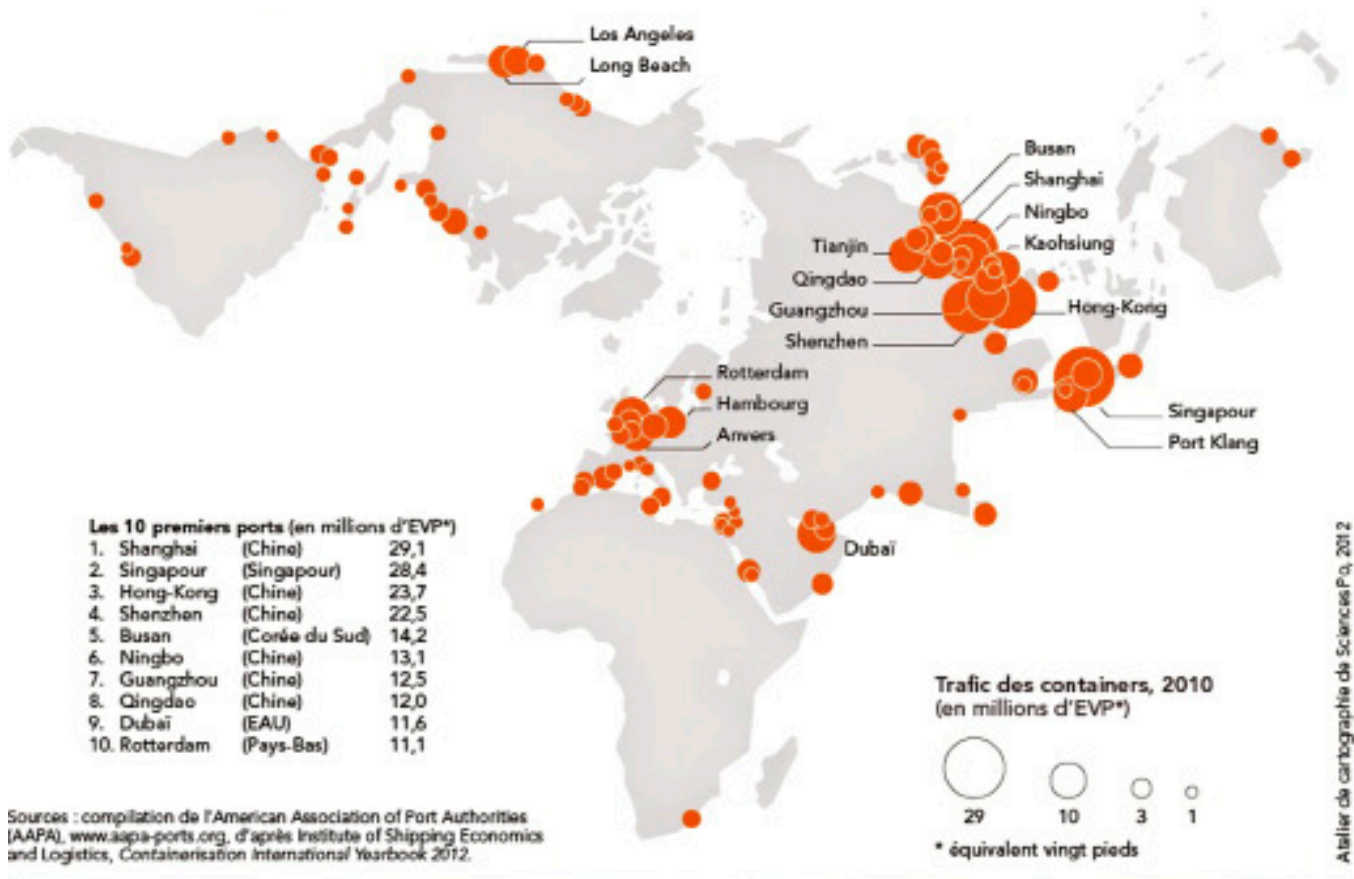 Los Angeles
Long Beach
Busan
Shanghai
Ningbo
Kaohsiung
Tianjin
Qingdao
Guangzhou
Hong-Kong
Shenzhen
Rotterdam
Hambourg
Anvers
Singapour
Port Klang
Dubaï
Les 10 premiers ports (en millions d'EVP*)
1. Shanghai (Chine) 29,1
2. Singapour (Singapour) 28,4
3. Hong-Kong (Chine) 23,7
4. Shenzhen (Chine) 22,5
5. Busan (Corée du Sud) 14,2
6. Ningbo (Chine) 13,1
7. Guangzhou (Chine) 12,5
8. Qingdao (Chine) 12,0
9. Dubaï (EAU) 11,6
10. Rotterdam (Pays-Bas) 11,1
Trafic des containers, 2010
(en millions d'EVP*)
29 10 3 1
* équivalent vingt pieds
Sources : compilation de l'American Association of Port Authorities
(AAPA), www.aapa-ports.org, d'après Institute of Shipping Economics
and Logistics, Containerisation International Yearbook 2012.
Atelier de cartographie de Sciences Po, 2012